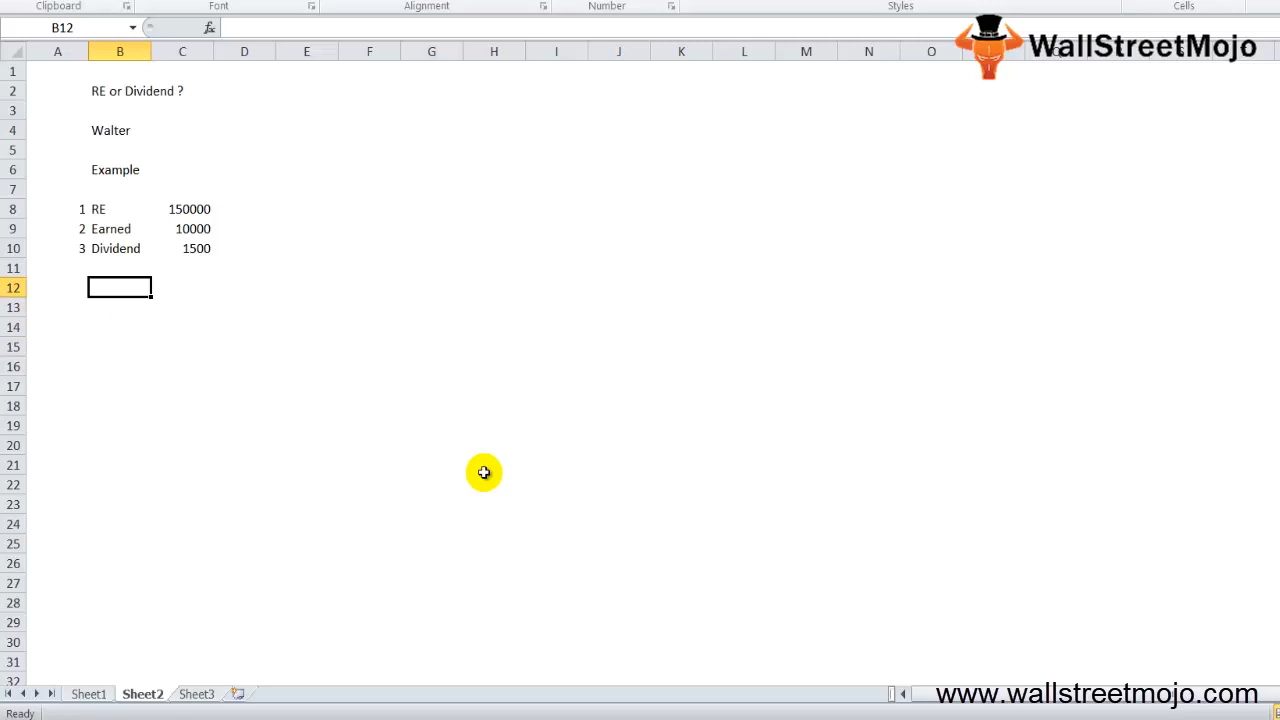 Clipboard Font Alignment Number Styles Cells
B12 fx
WallStreetMojo
A B C D E F G H I J K L M N O
1
2 RE or Dividend ?
3
4 Walter
5
6 Example
7
8 1 RE 150000
9 2 Earned 10000
10 3 Dividend 1500
11
12
13
14
15
16
17
18
19
20
21
22
23
24
25
26
27
28
29
30
31
32
Sheet1 Sheet2 Sheet3
www.wallstreetmojo.com
Ready